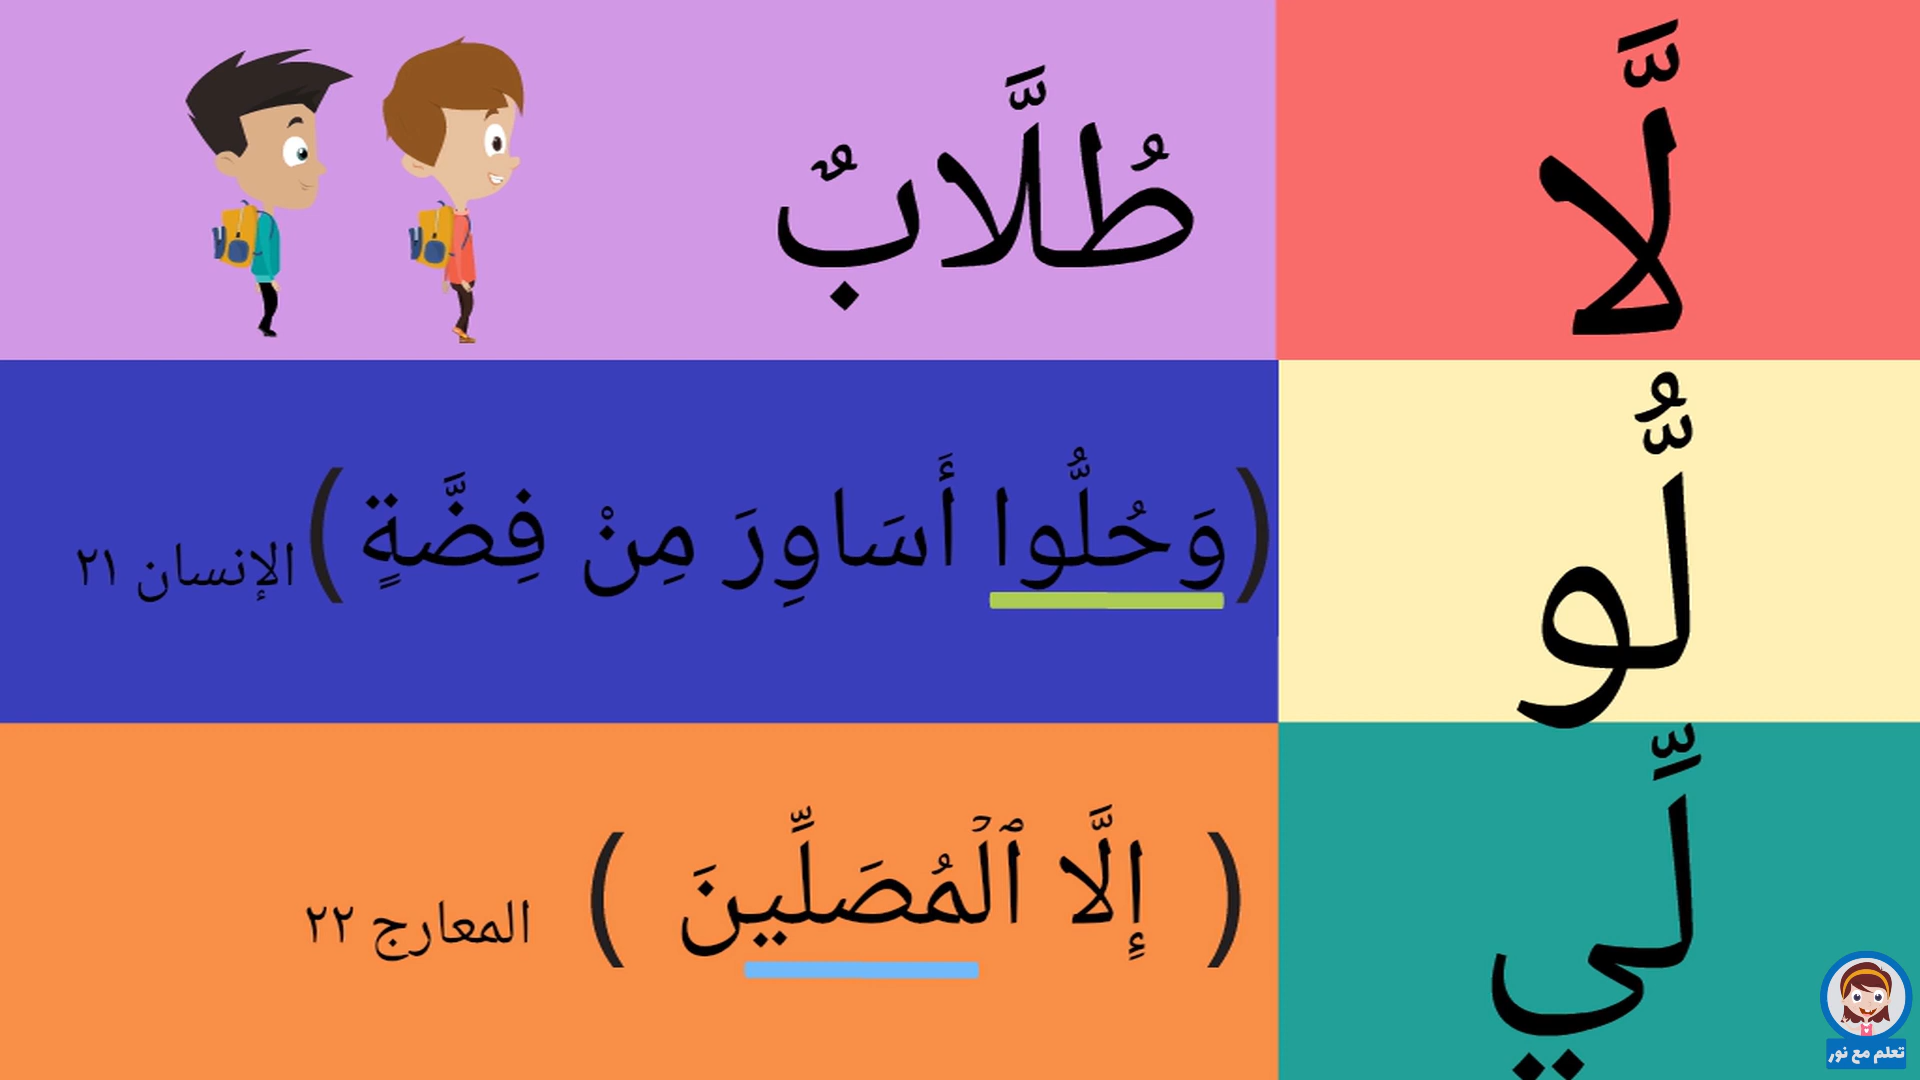 لَّا
طُلَّابٌ
لُّو
(وَحُلُّوا أَسَاوِرَ مِنْ فِضَّةٍ) الإنسان ٢١
لِّي
( إِلَّا ٱلۡمُصَلِّينَ ) المعارج ٢٢
تعلم مع نور